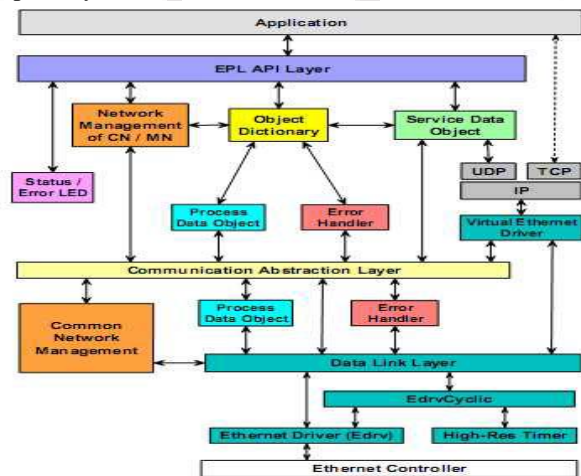 Application
EPL API Layer
Network
Management
of CN / MN
Object
Dictionary
Service Data
Object
Status /
Error LED
UDP
TCP
IP
Process
Data Object
Error
Handler
Virtual Ethernet
Driver
Communication Abstraction Layer
Common
Network
Management
Process
Data Object
Error
Handler
Data Link Layer
EdrvCyclic
Ethernet Driver (Edrv)
High-Res Timer
Ethernet Controller